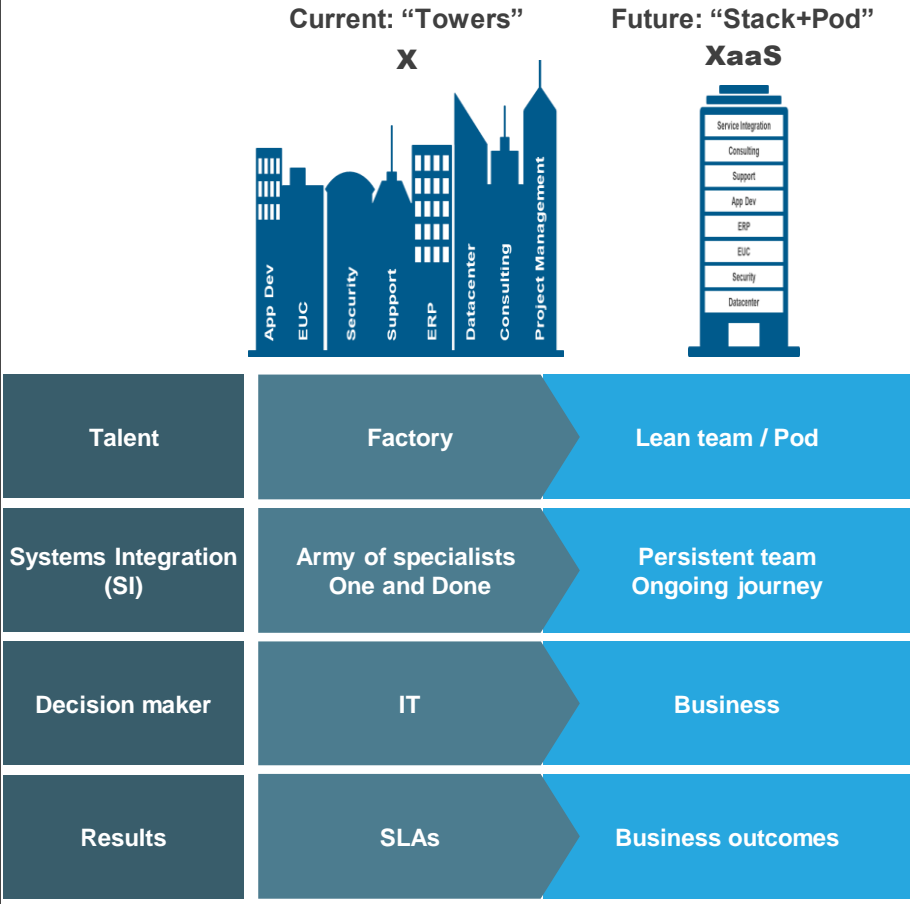 Current: “Towers”
X
Future: “Stack+Pod”
XaaS
App Dev
EUC
Security
Support
ERP
Datacenter
Consulting
Project Management
Service Integration
Consulting
Support
App Dev
ERP
EUC
Security
Datacenter
Talent
Factory
Lean team / Pod
Systems Integration
(SI)
Army of specialists
One and Done
Persistent team
Ongoing journey
Decision maker
IT
Business
Results
SLAs
Business outcomes